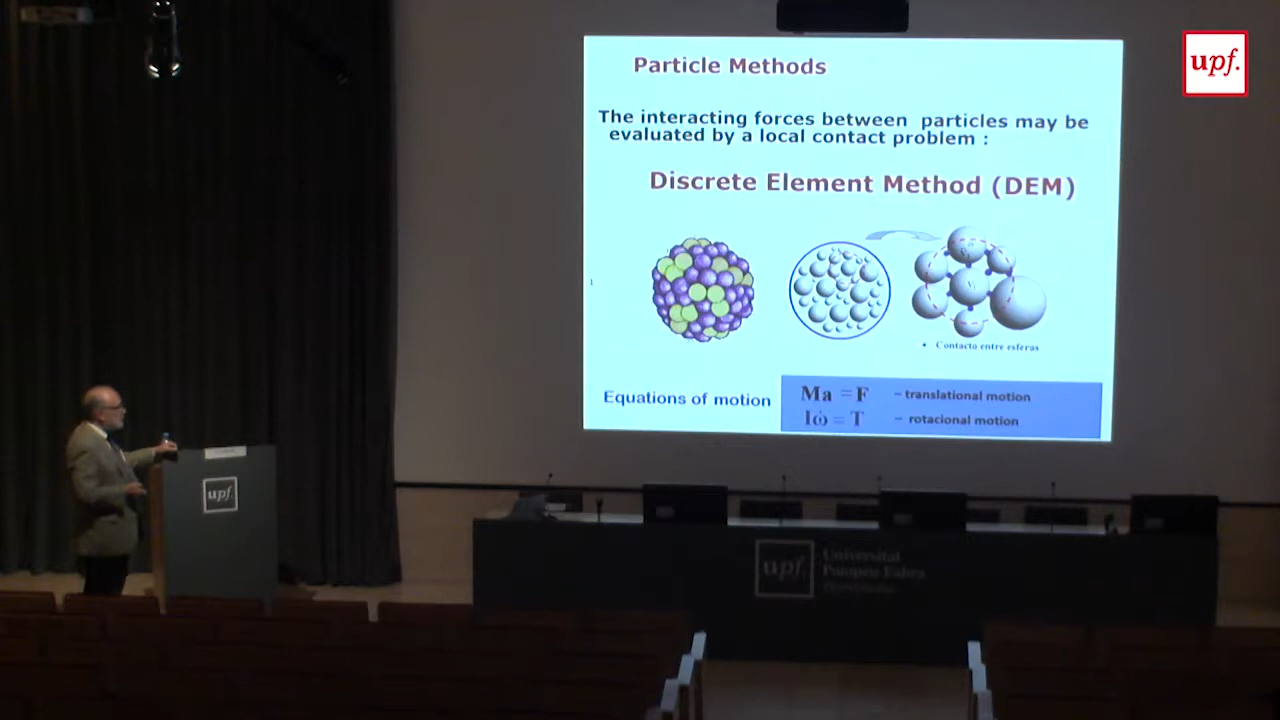 upf.
Particle Methods
The interacting forces between particles may be
evaluated by a local contact problem :
Discrete Element Method (DEM)
• Contacto entre esferas
Equations of motion
Ma = F – translational motion
Iω̇ = T – rotacional motion
upf.
upf.
Universitat
Pompeu Fabra